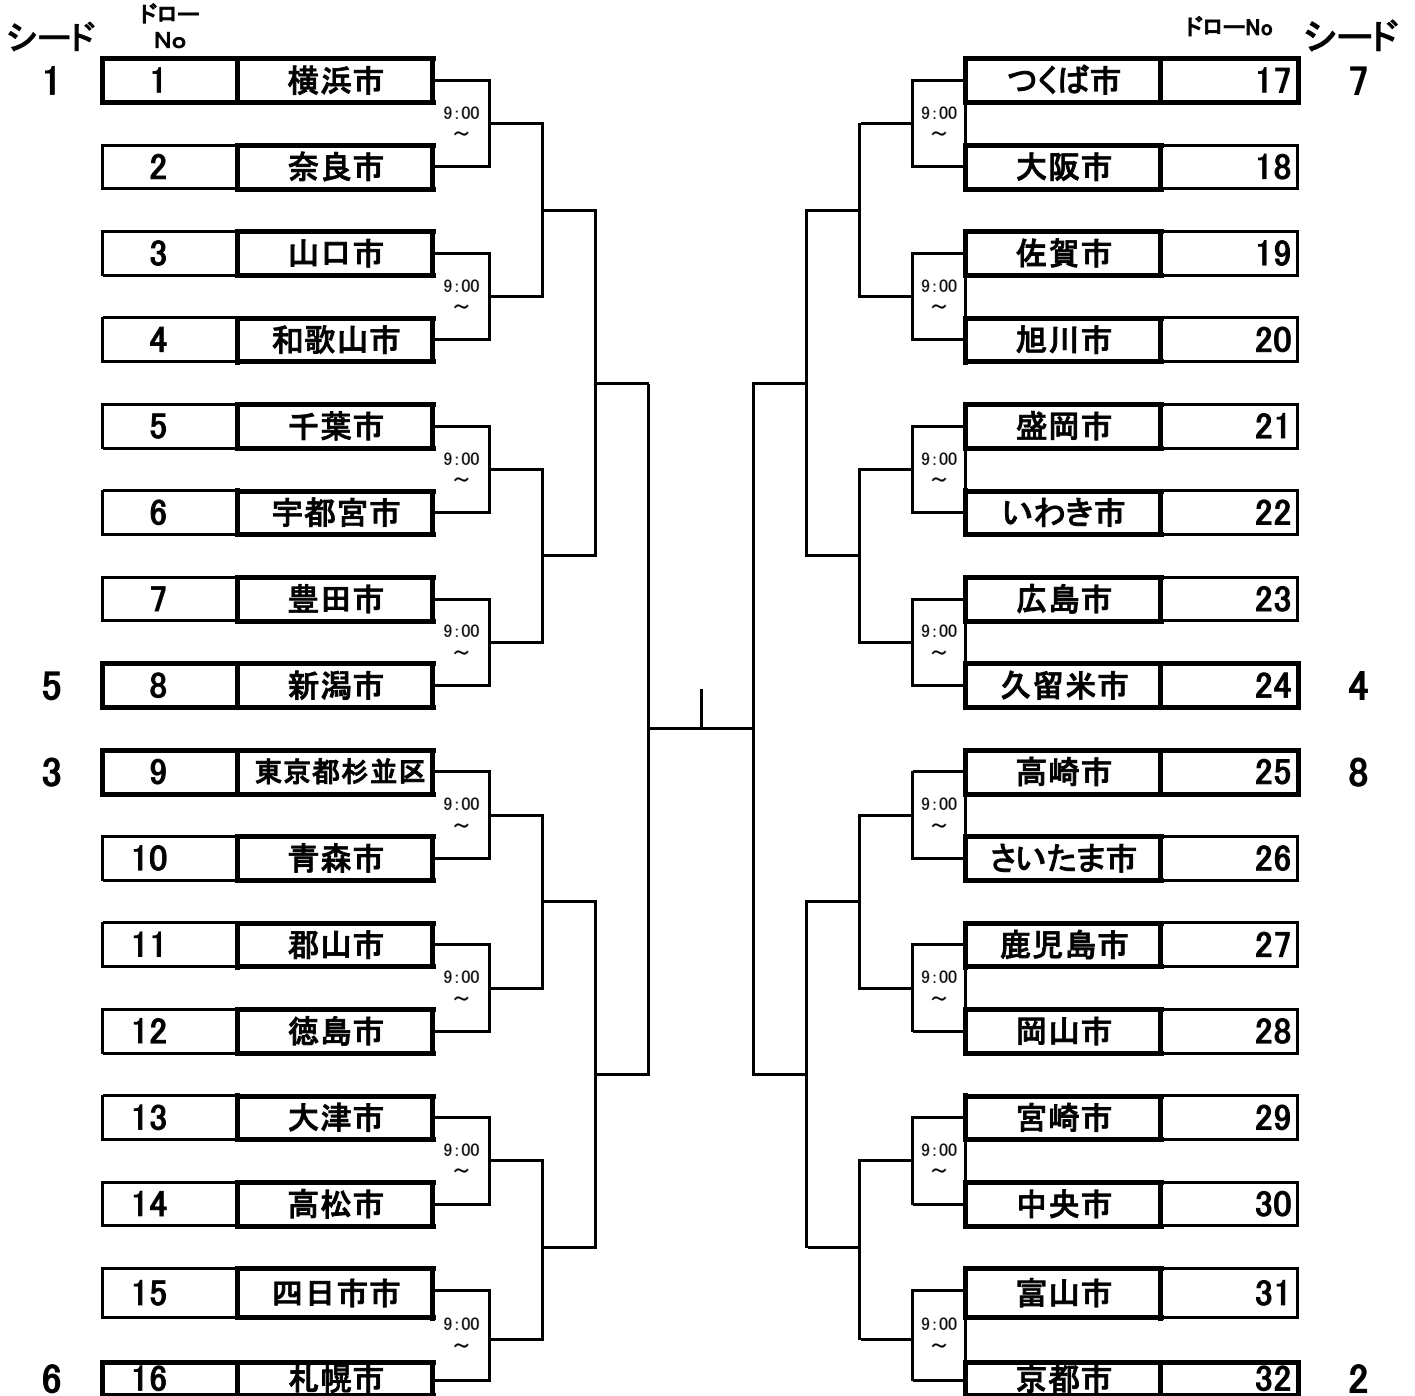 シード ドロー No
1 1 横浜市
9:00 ～
2 奈良市
3 山口市
9:00 ～
4 和歌山市
5 千葉市
9:00 ～
6 宇都宮市
7 豊田市
9:00 ～
5 8 新潟市
3 9 東京都杉並区
9:00 ～
10 青森市
11 郡山市
9:00 ～
12 徳島市
13 大津市
9:00 ～
14 高松市
15 四日市市
9:00 ～
6 16 札幌市
ドローNo シード
つくば市 17 7
9:00 ～
大阪市 18
佐賀市 19
9:00 ～
旭川市 20
盛岡市 21
9:00 ～
いわき市 22
広島市 23
9:00 ～
久留米市 24 4
高崎市 25 8
9:00 ～
さいたま市 26
鹿児島市 27
9:00 ～
岡山市 28
宮崎市 29
9:00 ～
中央市 30
富山市 31
9:00 ～
京都市 32 2